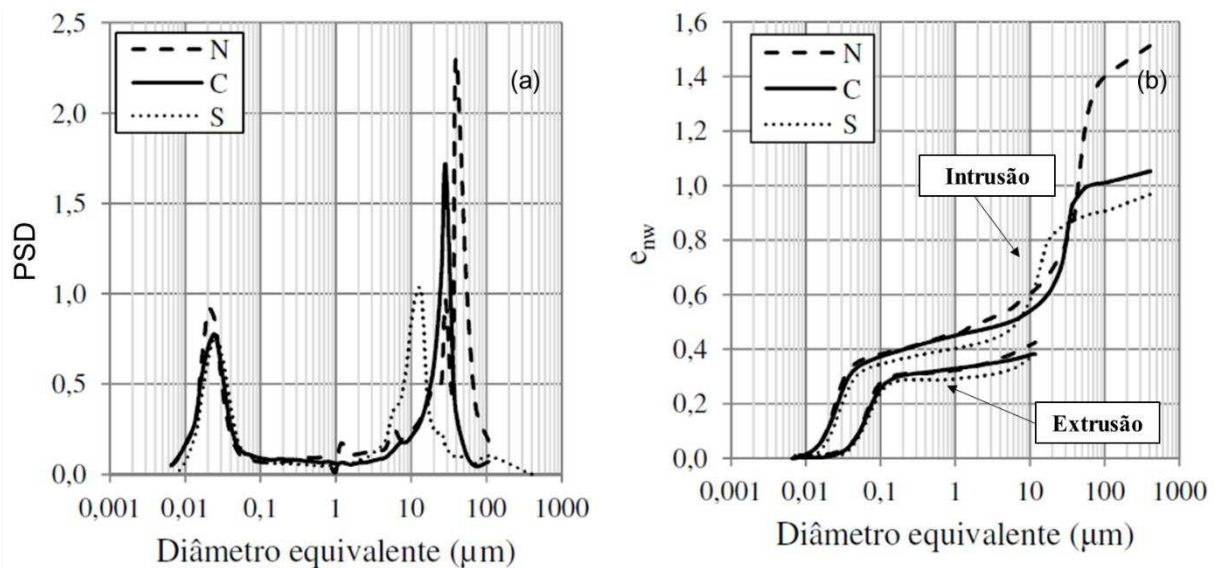 2,5
2,0
1,5
1,0
0,5
0,0
PSD
N
C
S
(a)
0,001 0,01 0,1 1 10 100 1000
Diâmetro equivalente (µm)
1,6
1,4
1,2
1,0
0,8
0,6
0,4
0,2
0,0
e_nw
N
C
S
(b)
Intrusão
Extrusão
0,001 0,01 0,1 1 10 100 1000
Diâmetro equivalente (µm)